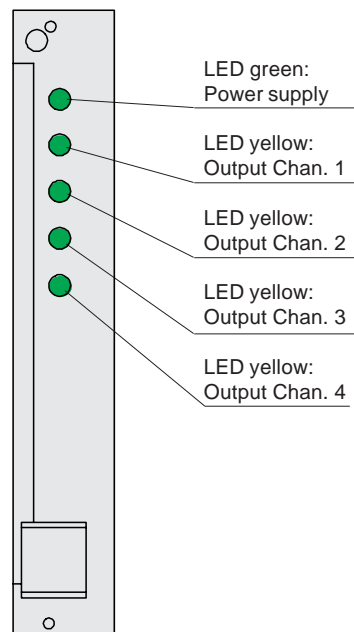 LED green:
Power supply
LED yellow:
Output Chan. 1
LED yellow:
Output Chan. 2
LED yellow:
Output Chan. 3
LED yellow:
Output Chan. 4